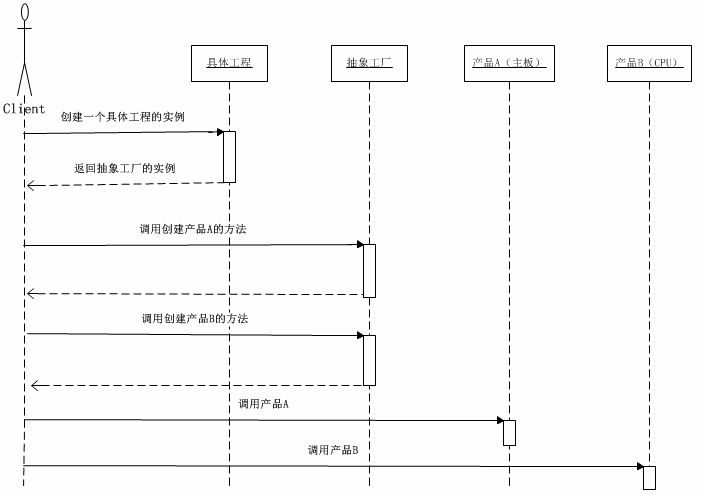 具体工程
抽象工厂
产品A（主板）
产品B（CPU）
Client
创建一个具体工程的实例
返回抽象工厂的实例
调用创建产品A的方法
调用创建产品B的方法
调用产品A
调用产品B